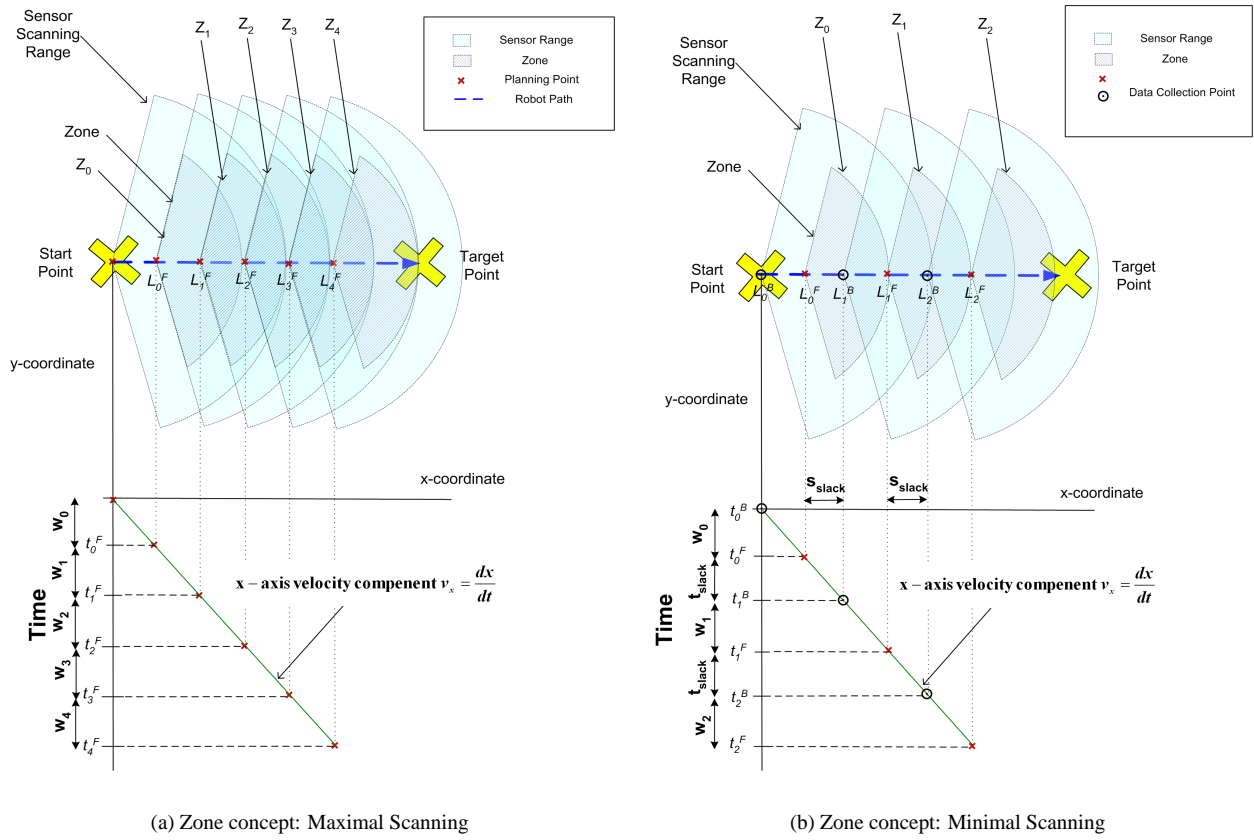 Sensor
Scanning
Range
Z1
Z2
Z3
Z4
Sensor Range
Zone
Planning Point
Robot Path
Zone
Z0
Start
Point
Target
Point
L0F
L1F
L2F
L3F
L4F
y-coordinate
x-coordinate
Time
w0
w1
w2
w3
w4
t0F
t1F
t2F
t3F
t4F
x – axis velocity compenent vx = dx/dt
(a) Zone concept: Maximal Scanning
Sensor
Scanning
Range
Z0
Z1
Z2
Sensor Range
Zone
Data Collection Point
Zone
Start
Point
Target
Point
L0B
L0F
L1B
L1F
L2B
L2F
y-coordinate
x-coordinate
sslack
sslack
Time
w0
tslack
w1
tslack
w2
t0B
t0F
t1B
t1F
t2B
t2F
x – axis velocity compenent vx = dx/dt
(b) Zone concept: Minimal Scanning